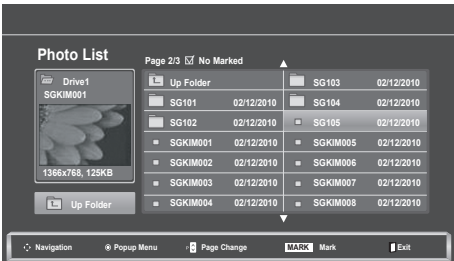 Photo List
Page 2/3 No Marked
Drive1
SGKIM001
1366x768, 125KB
Up Folder
Up Folder
SG101 02/12/2010
SG102 02/12/2010
SGKIM001 02/12/2010
SGKIM002 02/12/2010
SGKIM003 02/12/2010
SGKIM004 02/12/2010
SG103 02/12/2010
SG104 02/12/2010
SG105 02/12/2010
SGKIM005 02/12/2010
SGKIM006 02/12/2010
SGKIM007 02/12/2010
SGKIM008 02/12/2010
Navigation Popup Menu P Page Change MARK Mark Exit